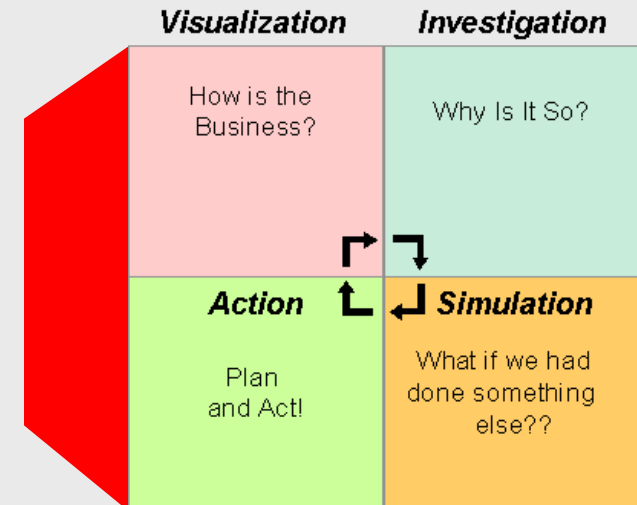 Visualization
Investigation
How is the
Business?
Why Is It So?
Action
Simulation
Plan
and Act!
What if we had
done something
else??